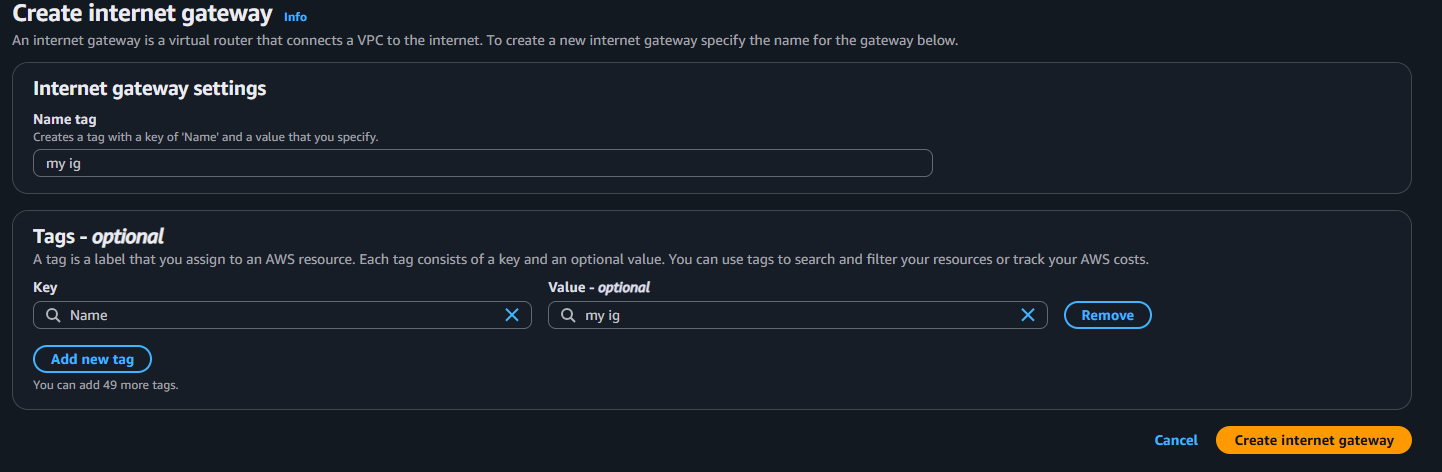 Create internet gateway Info
An internet gateway is a virtual router that connects a VPC to the internet. To create a new internet gateway specify the name for the gateway below.
Internet gateway settings
Name tag
Creates a tag with a key of 'Name' and a value that you specify.
my ig
Tags - optional
A tag is a label that you assign to an AWS resource. Each tag consists of a key and an optional value. You can use tags to search and filter your resources or track your AWS costs.
Key Value - optional
Name my ig Remove
Add new tag
You can add 49 more tags.
Cancel Create internet gateway